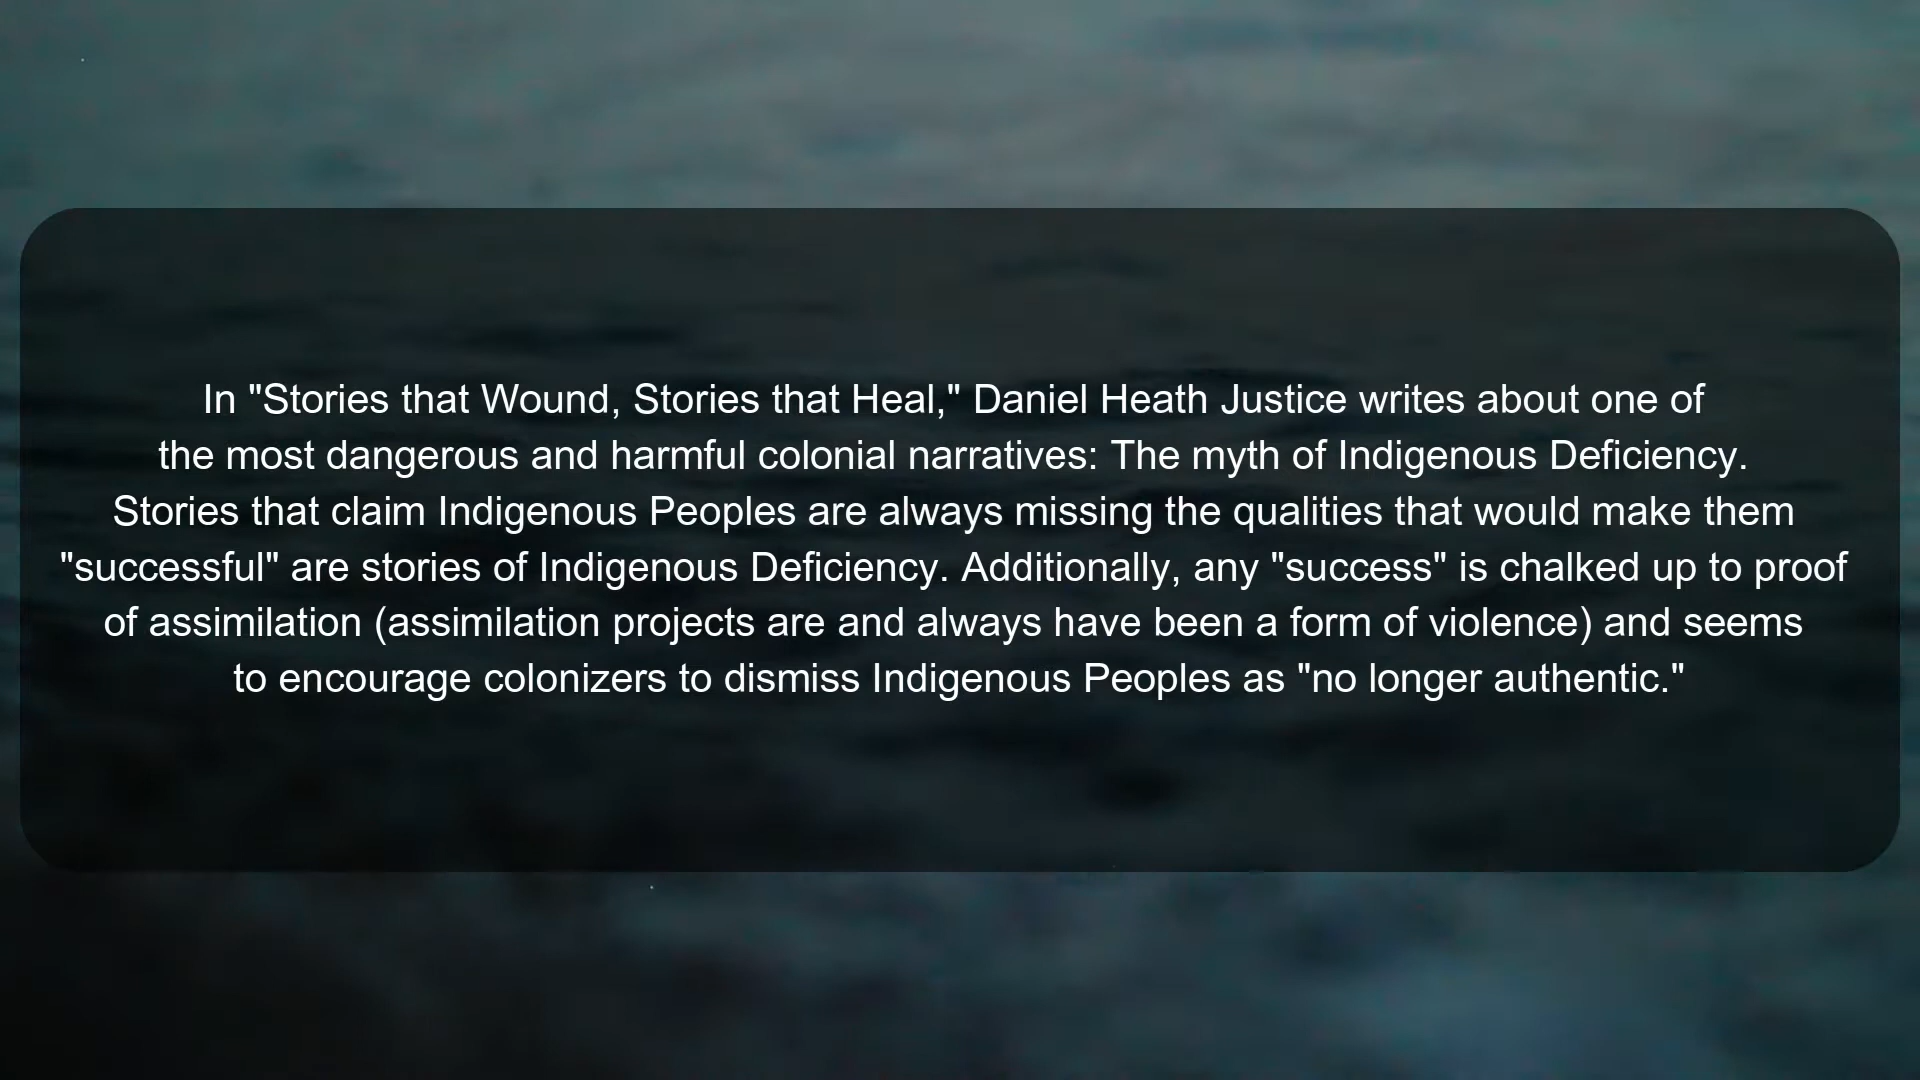 In "Stories that Wound, Stories that Heal," Daniel Heath Justice writes about one of
the most dangerous and harmful colonial narratives: The myth of Indigenous Deficiency.
Stories that claim Indigenous Peoples are always missing the qualities that would make them
"successful" are stories of Indigenous Deficiency. Additionally, any "success" is chalked up to proof
of assimilation (assimilation projects are and always have been a form of violence) and seems
to encourage colonizers to dismiss Indigenous Peoples as "no longer authentic."